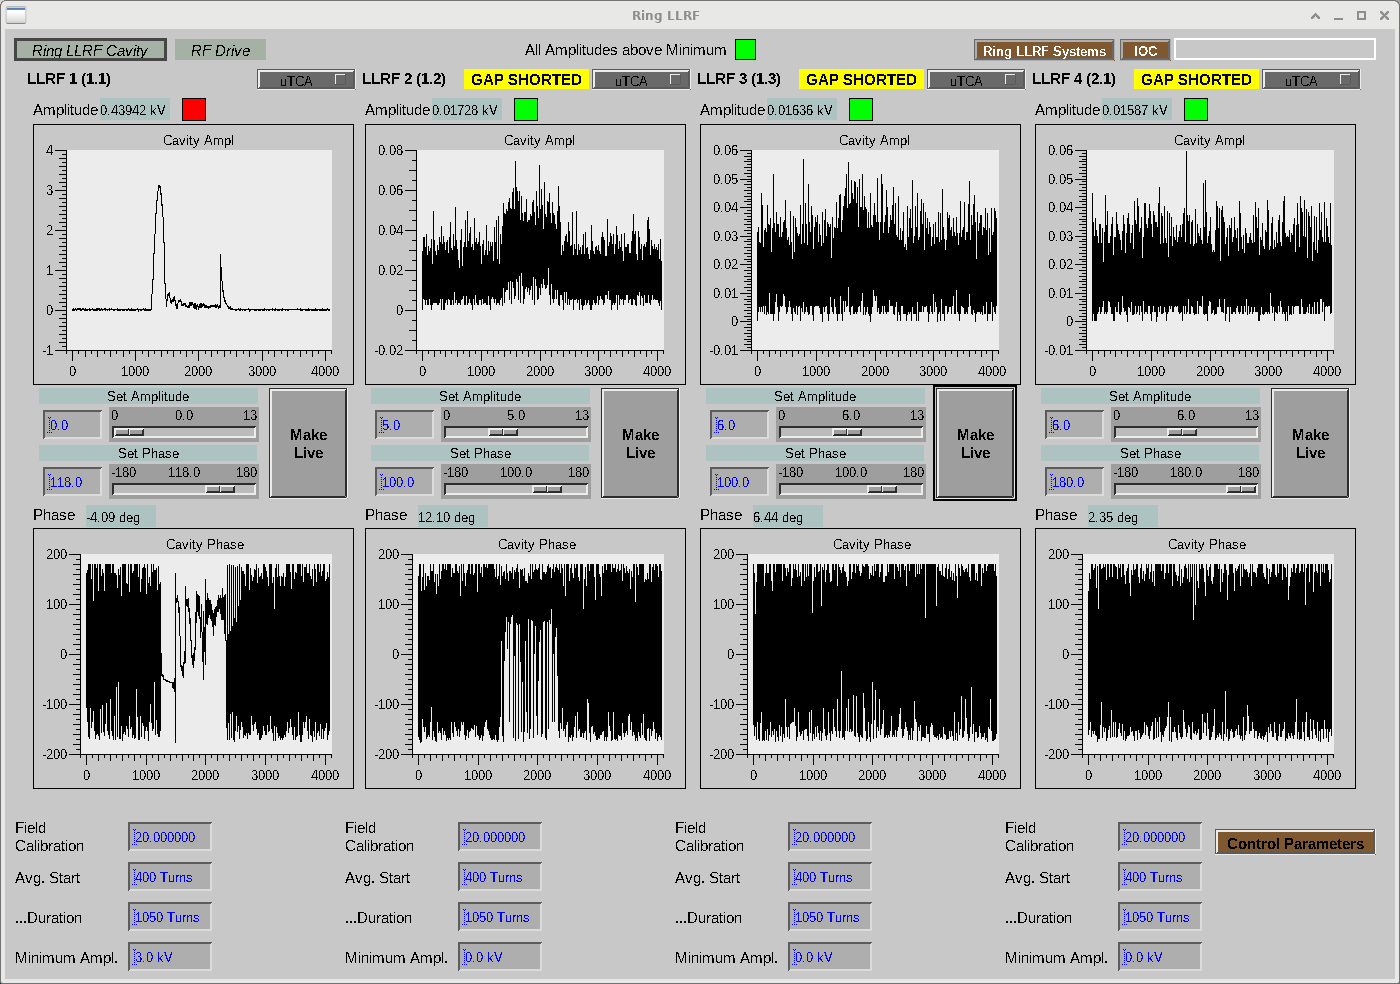 Ring LLRF
Ring LLRF Cavity RF Drive All Amplitudes above Minimum Ring LLRF Systems IOC
LLRF 1 (1.1) uTCA LLRF 2 (1.2) GAP SHORTED uTCA LLRF 3 (1.3) GAP SHORTED uTCA LLRF 4 (2.1) GAP SHORTED uTCA
Amplitude 0.43942 kV Amplitude 0.01728 kV Amplitude 0.01636 kV Amplitude 0.01587 kV
Cavity Ampl
4
3
2
1
0
-1
0 1000 2000 3000 4000
Cavity Ampl
0.08
0.06
0.04
0.02
0
-0.02
0 1000 2000 3000 4000
Cavity Ampl
0.06
0.05
0.04
0.03
0.02
0.01
0
-0.01
0 1000 2000 3000 4000
Cavity Ampl
0.06
0.05
0.04
0.03
0.02
0.01
0
-0.01
0 1000 2000 3000 4000
Set Amplitude
0.0 0 0.0 13
Set Phase
118.0 -180 118.0 180
Make
Live
Set Amplitude
5.0 0 5.0 13
Set Phase
100.0 -180 100.0 180
Make
Live
Set Amplitude
6.0 0 6.0 13
Set Phase
100.0 -180 100.0 180
Make
Live
Set Amplitude
6.0 0 6.0 13
Set Phase
180.0 -180 180.0 180
Make
Live
Phase -4.09 deg Phase 12.10 deg Phase 6.44 deg Phase 2.35 deg
Cavity Phase
200
100
0
-100
-200
0 1000 2000 3000 4000
Cavity Phase
200
100
0
-100
-200
0 1000 2000 3000 4000
Cavity Phase
200
100
0
-100
-200
0 1000 2000 3000 4000
Cavity Phase
200
100
0
-100
-200
0 1000 2000 3000 4000
Field
Calibration 20.000000
Avg. Start 400 Turns
...Duration 1050 Turns
Minimum Ampl. 3.0 kV
Field
Calibration 20.000000
Avg. Start 400 Turns
...Duration 1050 Turns
Minimum Ampl. 0.0 kV
Field
Calibration 20.000000
Avg. Start 400 Turns
...Duration 1050 Turns
Minimum Ampl. 0.0 kV
Field
Calibration 20.000000
Avg. Start 400 Turns
...Duration 1050 Turns
Minimum Ampl. 0.0 kV
Control Parameters